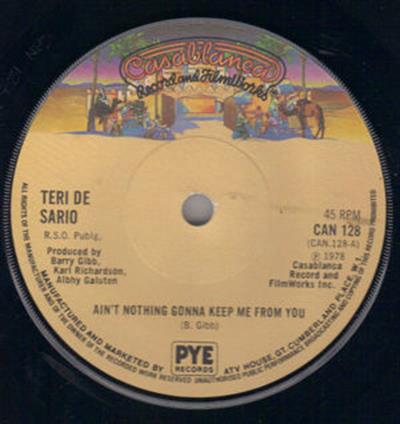 Casablanca
Record and FilmWorks
TERI DE
SARIO
R.S.O. Publg.
Produced by
Barry Gibb,
Karl Richardson,
Albhy Galuten
45 RPM
CAN 128
(CAN.128-A)
℗ 1978
Casablanca
Record and
FilmWorks Inc.
AIN'T NOTHING GONNA KEEP ME FROM YOU
(B. Gibb)
PYE
RECORDS
MANUFACTURED AND MARKETED BY
ATV HOUSE, GT. CUMBERLAND PLACE, W.1.
ALL RIGHTS OF THE MANUFACTURER AND OF THE OWNER OF THE RECORDED WORK RESERVED
UNAUTHORISED PUBLIC PERFORMANCE BROADCASTING AND COPYING OF THIS RECORD PROHIBITED